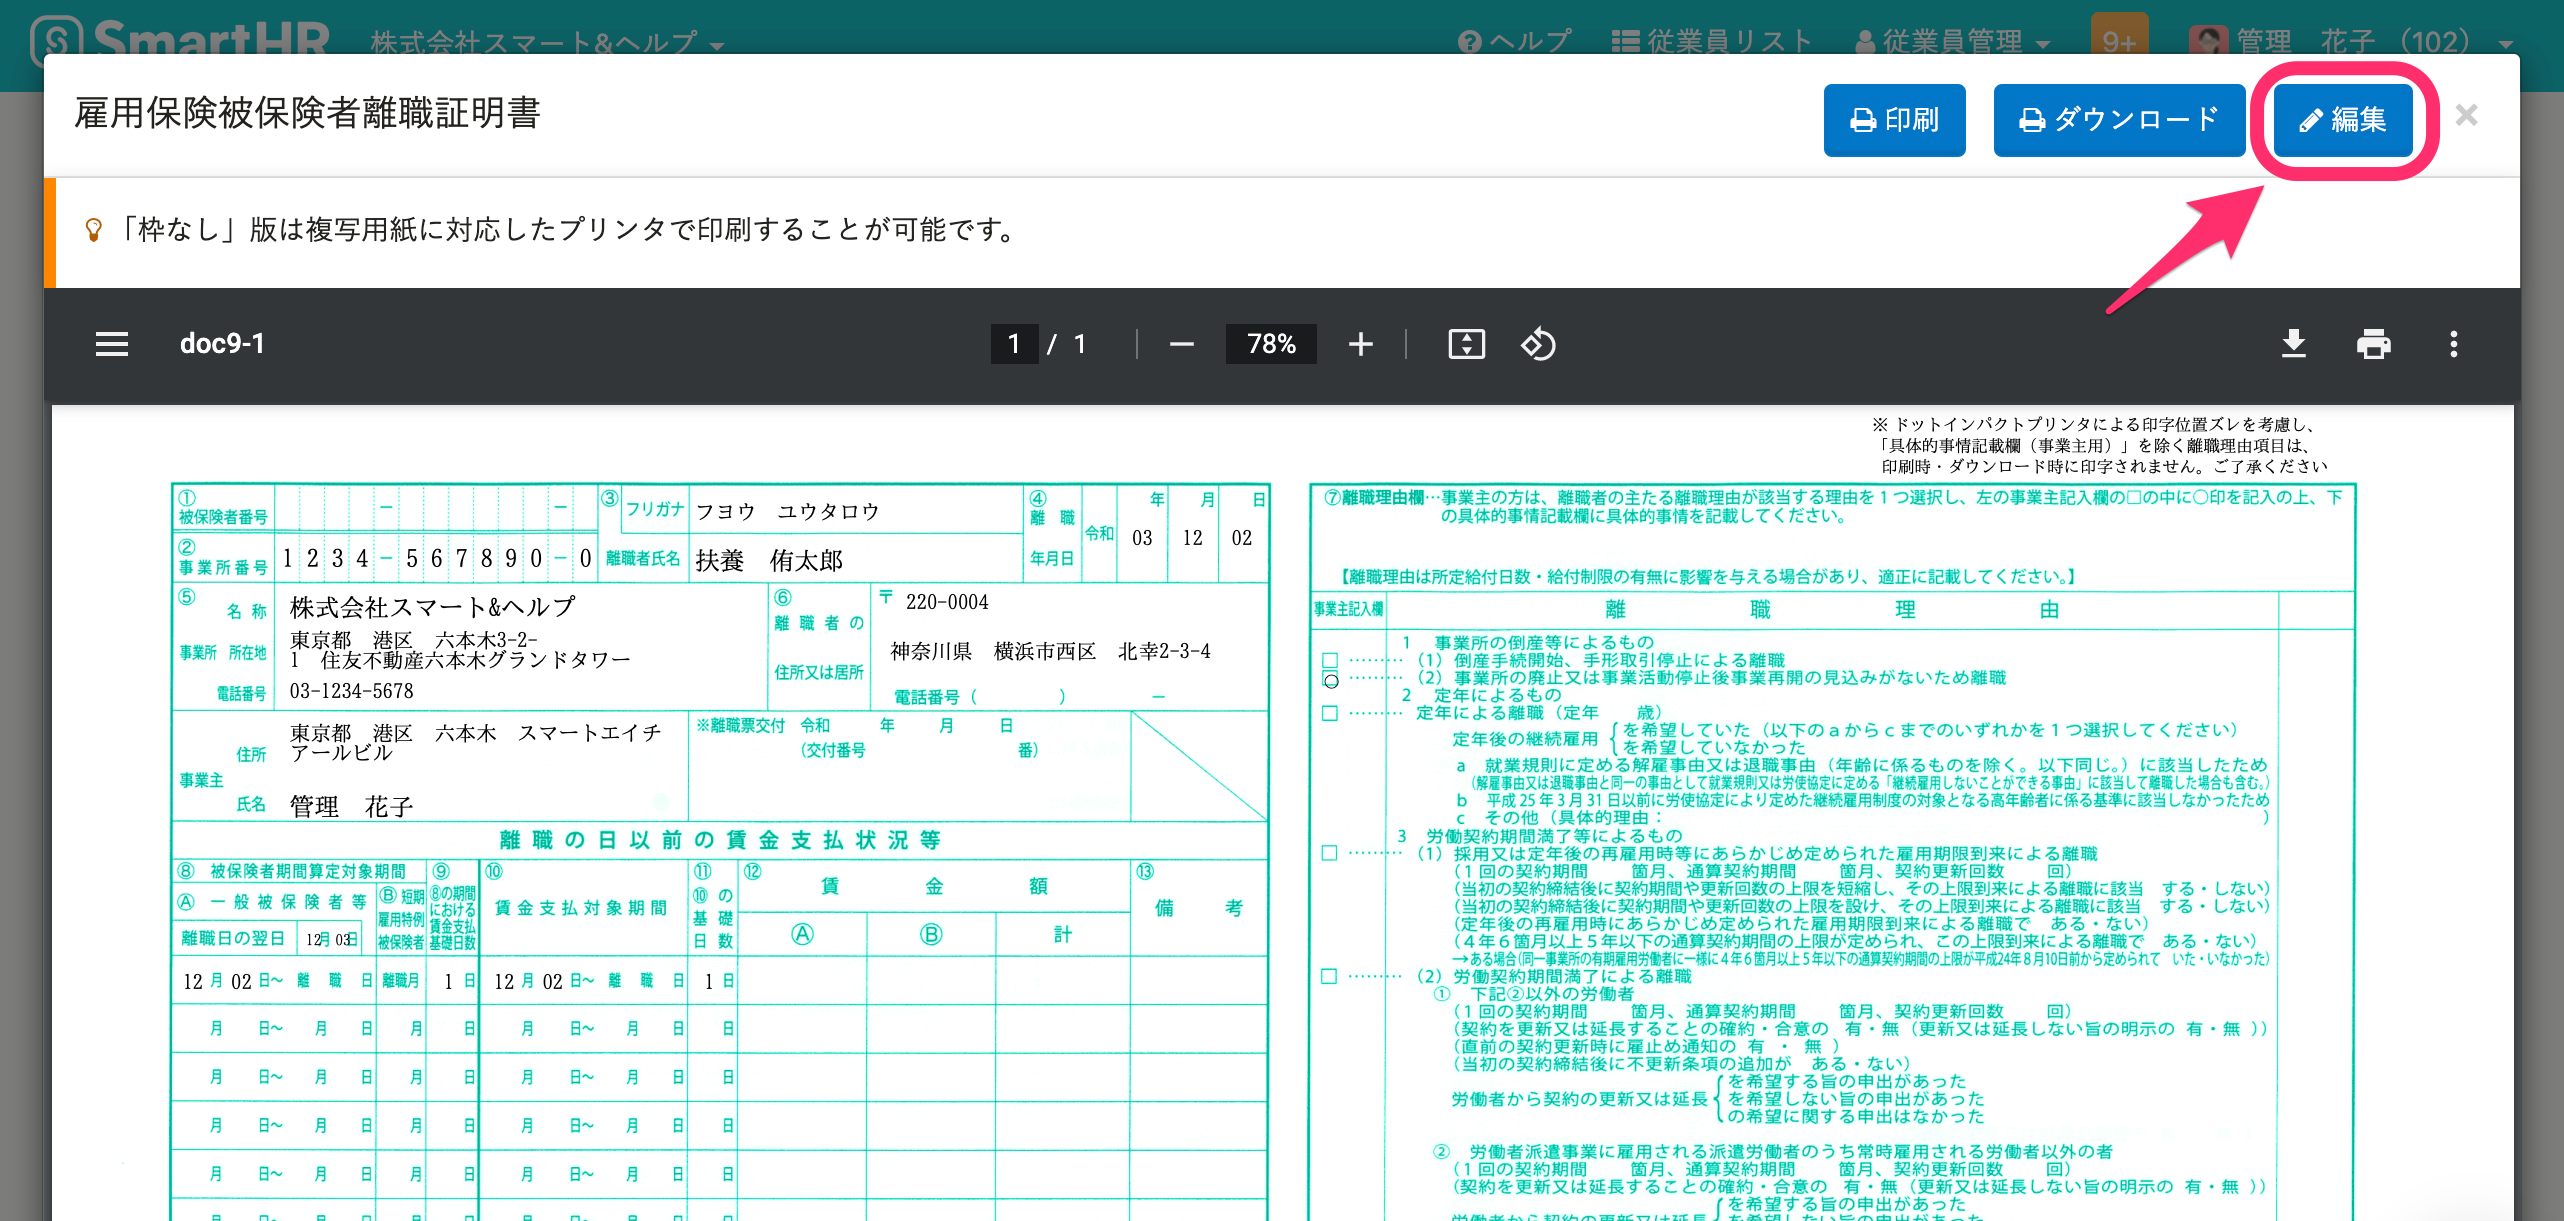 SmartHR 株式会社スマート&ヘルプ
ヘルプ 従業員リスト 従業員管理 9+ 管理 花子 (102)
雇用保険被保険者離職証明書
印刷 ダウンロード 編集 ×
「枠なし」版は複写用紙に対応したプリンタで印刷することが可能です。
doc9-1 1 / 1 − 78% +
※ ドットインパクトプリンタによる印字位置ズレを考慮し、
「具体的事情記載欄（事業主用）」を除く離職理由項目は、
印刷時・ダウンロード時に印字されません。ご了承ください
① 被保険者番号 － －
② 事業所番号 1 2 3 4 － 5 6 7 8 9 0 － 0
③ フリガナ フヨウ ユウタロウ
離職者氏名 扶養 侑太郎
④ 離職 年月日 令和 03年 12月 02日
⑤ 名称 株式会社スマート&ヘルプ
事業所 所在地 東京都 港区 六本木3-2-
1 住友不動産六本木グランドタワー
電話番号 03-1234-5678
⑥ 離職者の 住所又は居所
〒 220-0004
神奈川県 横浜市西区 北幸2-3-4
電話番号（ ） －
事業主 住所 東京都 港区 六本木 スマートエイチ
アールビル
氏名 管理 花子
※離職票交付 令和 年 月 日
（交付番号 番）
離職の日以前の賃金支払状況等
⑧ 被保険者期間算定対象期間
Ⓐ 一般被保険者等
離職日の翌日 12月 03日
Ⓑ 短期雇用特例被保険者
⑨ ⑧の期間における賃金支払基礎日数
⑩ 賃金支払対象期間
⑪ ⑩の基礎日数
⑫ 賃金額
Ⓐ Ⓑ 計
⑬ 備考
12月 02日～ 離職日 離職月 1日 12月 02日～ 離職日 1日
月 日～ 月 日 月 日 月 日～ 月 日 日
月 日～ 月 日 月 日 月 日～ 月 日 日
月 日～ 月 日 月 日 月 日～ 月 日 日
月 日～ 月 日 月 日 月 日～ 月 日 日
月 日～ 月 日 月 日 月 日～ 月 日 日
⑦離職理由欄…事業主の方は、離職者の主たる離職理由が該当する理由を１つ選択し、左の事業主記入欄の□の中に○印を記入の上、下
の具体的事情記載欄に具体的事情を記載してください。
【離職理由は所定給付日数・給付制限の有無に影響を与える場合があり、適正に記載してください。】
事業主記入欄 離職理由
1 事業所の倒産等によるもの
□ ……… （1）倒産手続開始、手形取引停止による離職
□ ○ ……… （2）事業所の廃止又は事業活動停止後事業再開の見込みがないため離職
2 定年によるもの
□ ……… 定年による離職（定年 歳）
定年後の継続雇用 ｛を希望していた（以下のａからｃまでのいずれかを１つ選択してください）
を希望していなかった
a 就業規則に定める解雇事由又は退職事由（年齢に係るものを除く。以下同じ。）に該当したため
（解雇事由又は退職事由と同一の事由として就業規則又は労使協定に定める「継続雇用しないことができる事由」に該当して離職した場合も含む。）
b 平成25年3月31日以前に労使協定により定めた継続雇用制度の対象となる高年齢者に係る基準に該当しなかったため
c その他（具体的理由： ）
3 労働契約期間満了等によるもの
□ ……… （1）採用又は定年後の再雇用時等にあらかじめ定められた雇用期限到来による離職
（１回の契約期間 箇月、通算契約期間 箇月、契約更新回数 回）
（当初の契約締結後に契約期間や更新回数の上限を短縮し、その上限到来による離職に該当 する・しない）
（当初の契約締結後に契約期間や更新回数の上限を設け、その上限到来による離職に該当 する・しない）
（定年後の再雇用時にあらかじめ定められた雇用期限到来による離職で ある・ない）
（４年６箇月以上５年以下の通算契約期間の上限が定められ、この上限到来による離職で ある・ない）
→ある場合（同一事業所の有期雇用労働者に一様に４年６箇月以上５年以下の通算契約期間の上限が平成24年８月10日前から定められて いた・いなかった）
□ ……… （2）労働契約期間満了による離職
① 下記②以外の労働者
（１回の契約期間 箇月、通算契約期間 箇月、契約更新回数 回）
（契約を更新又は延長することの確約・合意の 有・無（更新又は延長しない旨の明示の 有・無 ））
（直前の契約更新時に雇止め通知の 有 ・ 無 ）
（当初の契約締結後に不更新条項の追加が ある・ない）
を希望する旨の申出があった
労働者から契約の更新又は延長｛を希望しない旨の申出があった
の希望に関する申出はなかった
② 労働者派遣事業に雇用される派遣労働者のうち常時雇用される労働者以外の者
（１回の契約期間 箇月、通算契約期間 箇月、契約更新回数 回）
（契約を更新又は延長することの確約・合意の 有・無（更新又は延長しない旨の明示の 有・無 ））
を希望する旨の申出があった
労働者から契約の更新又は延長｛を希望しない旨の申出があった